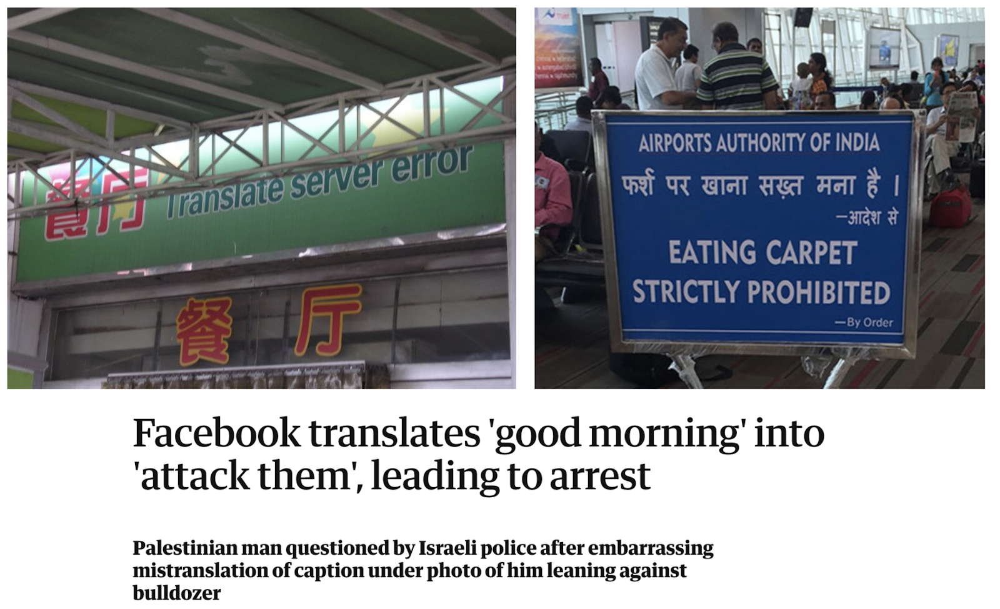 餐厅 Translate server error
餐 厅
AIRPORTS AUTHORITY OF INDIA
फर्श पर खाना सख़्त मना है ।
—आदेश से
EATING CARPET
STRICTLY PROHIBITED
—By Order
Facebook translates 'good morning' into
'attack them', leading to arrest
Palestinian man questioned by Israeli police after embarrassing
mistranslation of caption under photo of him leaning against
bulldozer